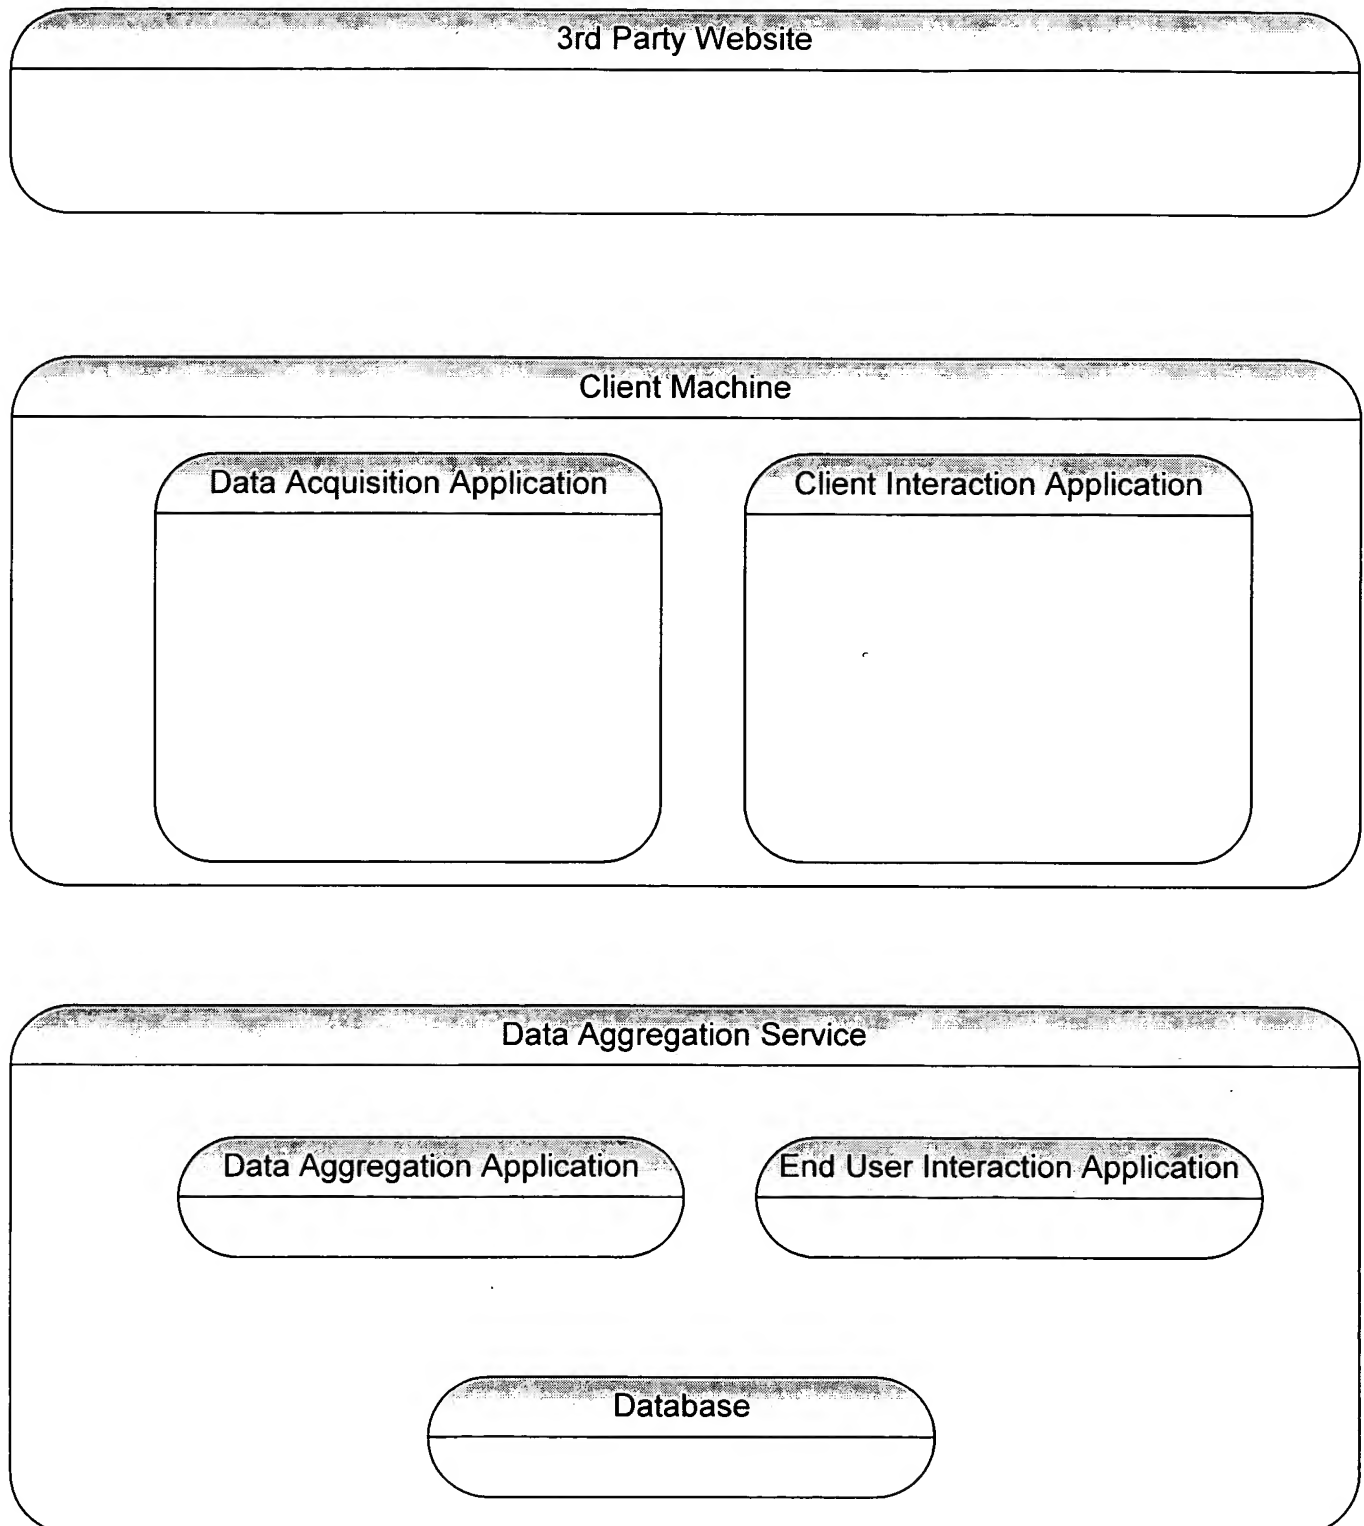 3rd Party Website
Client Machine
Data Acquisition Application
Client Interaction Application
Data Aggregation Service
Data Aggregation Application
End User Interaction Application
Database